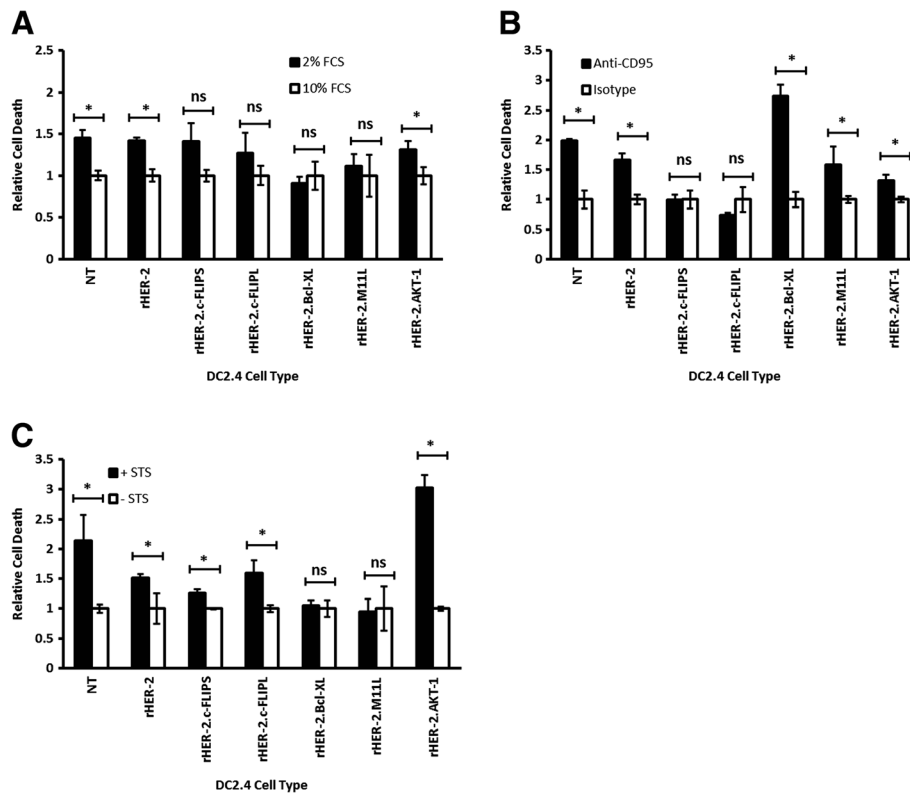 A
2.5
2
1.5
1
0.5
0
Relative Cell Death
2% FCS
10% FCS
*
*
ns
ns
ns
ns
*
NT
rHER-2
rHER-2.c-FLIPS
rHER-2.c-FLIPL
rHER-2.Bcl-XL
rHER-2.M11L
rHER-2.AKT-1
DC2.4 Cell Type
B
3.5
3
2.5
2
1.5
1
0.5
0
Relative Cell Death
Anti-CD95
Isotype
*
*
ns
ns
*
*
*
NT
rHER-2
rHER-2.c-FLIPS
rHER-2.c-FLIPL
rHER-2.Bcl-XL
rHER-2.M11L
rHER-2.AKT-1
DC2.4 Cell Type
C
3.5
3
2.5
2
1.5
1
0.5
0
Relative Cell Death
+ STS
- STS
*
*
*
*
ns
ns
*
NT
rHER-2
rHER-2.c-FLIPS
rHER-2.c-FLIPL
rHER-2.Bcl-XL
rHER-2.M11L
rHER-2.AKT-1
DC2.4 Cell Type